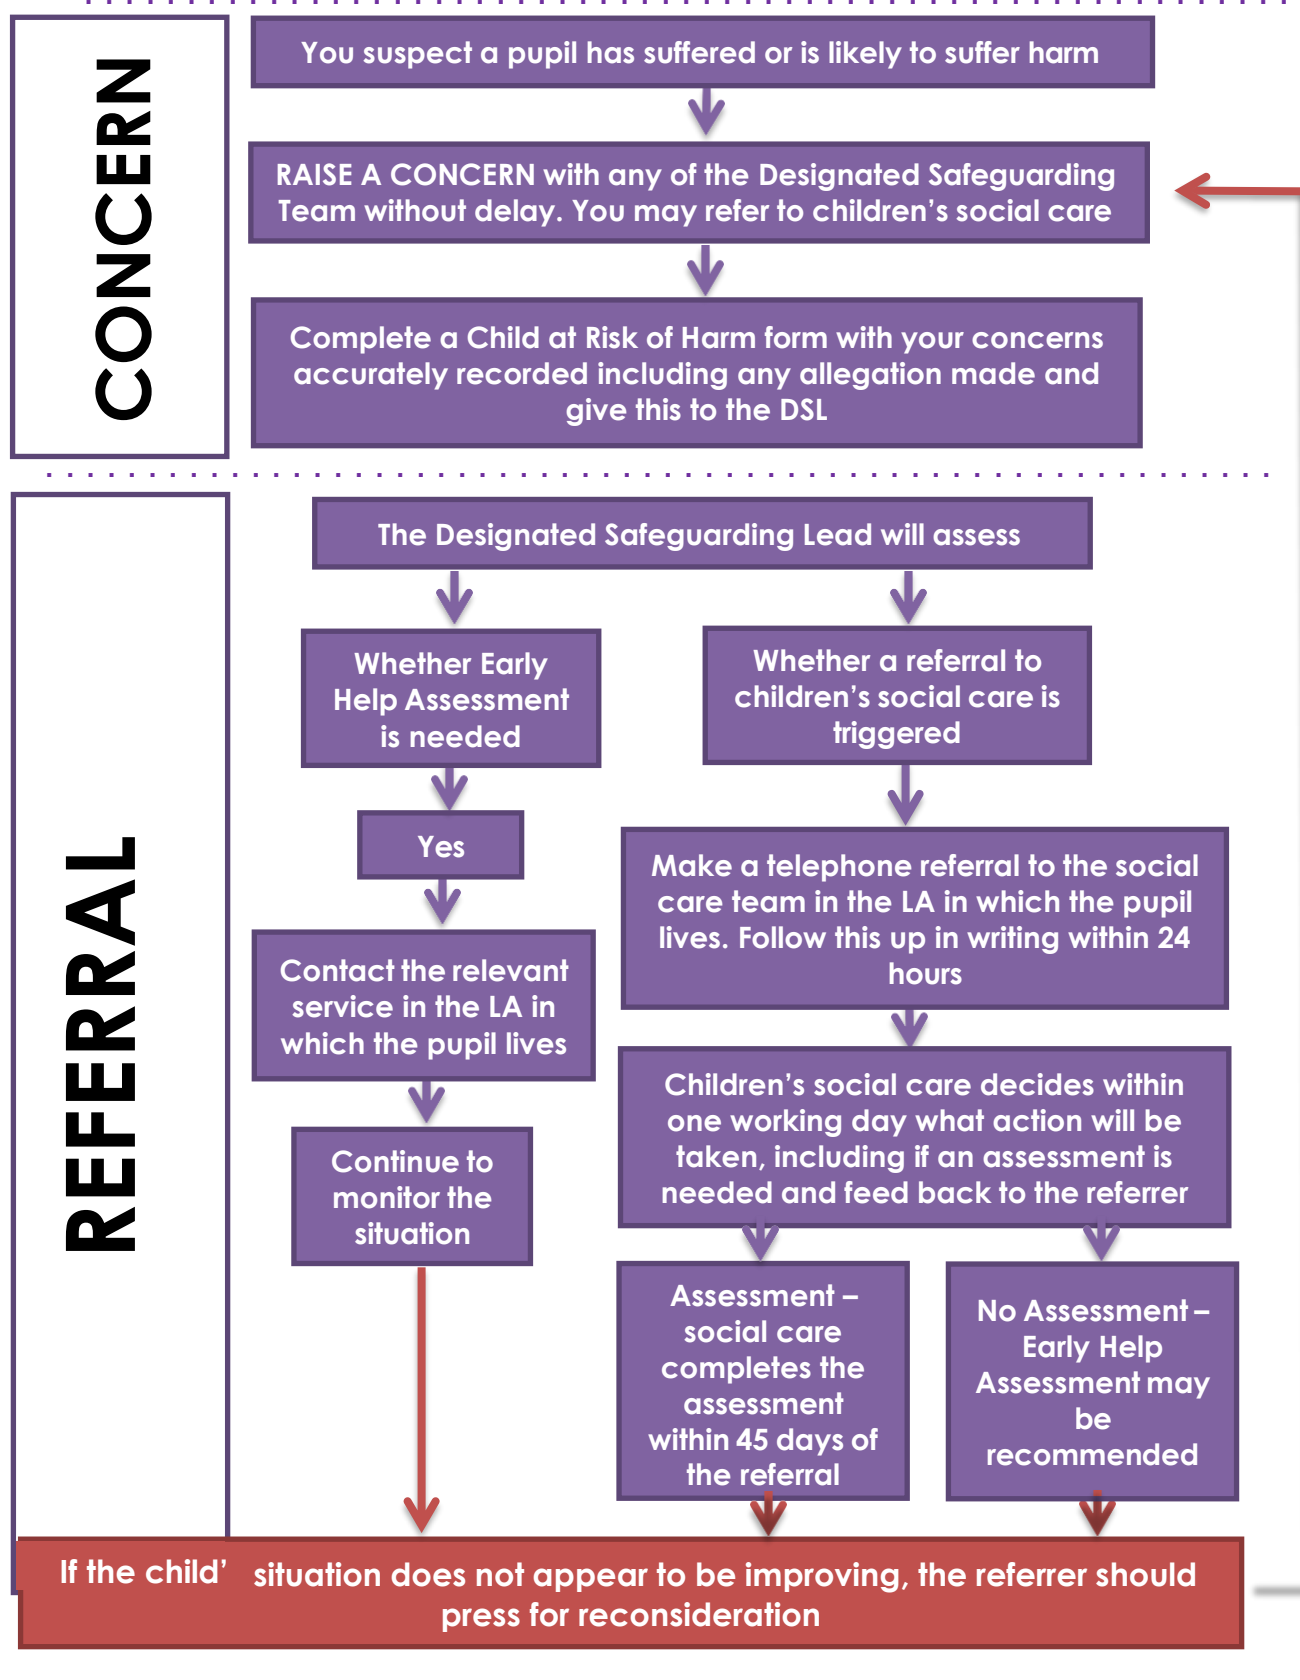 CONCERN
You suspect a pupil has suffered or is likely to suffer harm
RAISE A CONCERN with any of the Designated Safeguarding
Team without delay. You may refer to children's social care
Complete a Child at Risk of Harm form with your concerns
accurately recorded including any allegation made and
give this to the DSL
REFERRAL
The Designated Safeguarding Lead will assess
Whether Early
Help Assessment
is needed
Yes
Contact the relevant
service in the LA in
which the pupil lives
Continue to
monitor the
situation
Whether a referral to
children's social care is
triggered
Make a telephone referral to the social
care team in the LA in which the pupil
lives. Follow this up in writing within 24
hours
Children's social care decides within
one working day what action will be
taken, including if an assessment is
needed and feed back to the referrer
Assessment –
social care
completes the
assessment
within 45 days of
the referral
No Assessment –
Early Help
Assessment may
be
recommended
If the child' situation does not appear to be improving, the referrer should
press for reconsideration